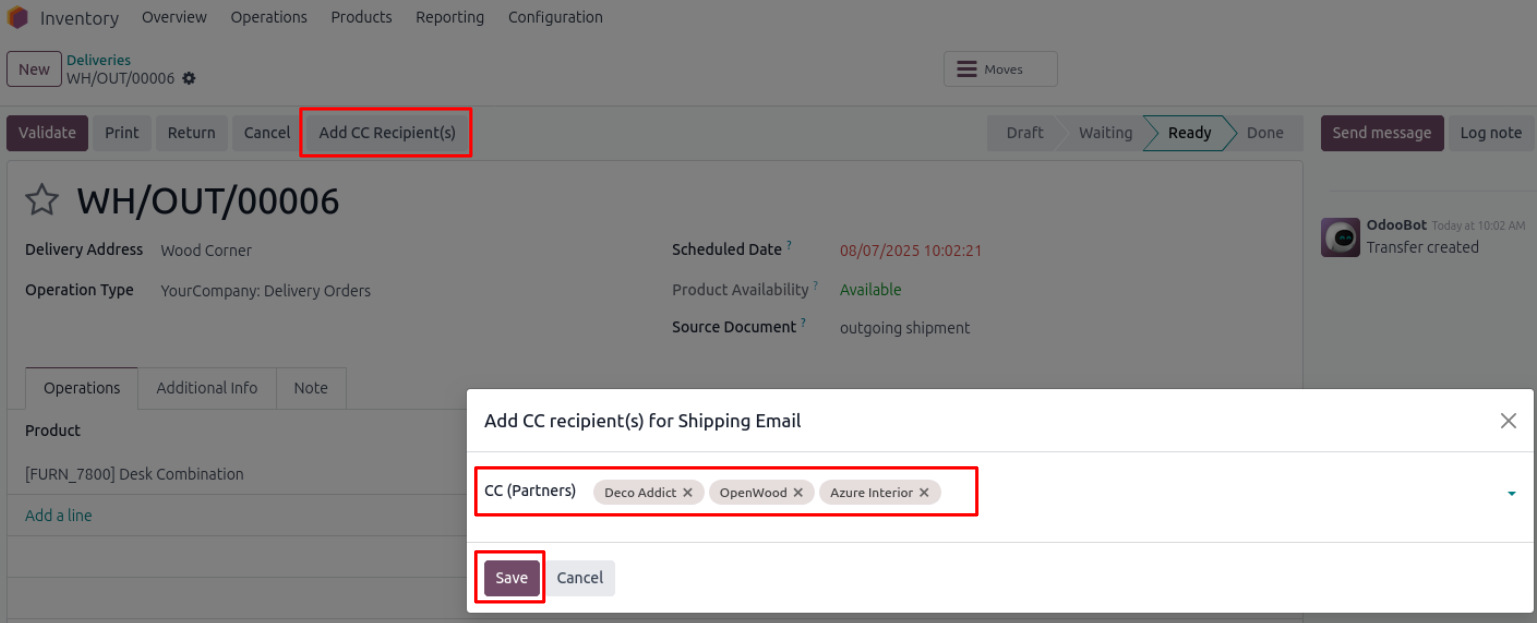 Inventory Overview Operations Products Reporting Configuration
New
Deliveries
WH/OUT/00006
Moves
Validate Print Return Cancel Add CC Recipient(s) Draft Waiting Ready Done Send message Log note
WH/OUT/00006
Delivery Address Wood Corner
Scheduled Date ? 08/07/2025 10:02:21
Operation Type YourCompany: Delivery Orders
Product Availability ? Available
Source Document ? outgoing shipment
OdooBot Today at 10:02 AM
Transfer created
Operations Additional Info Note
Product
[FURN_7800] Desk Combination
Add a line
Add CC recipient(s) for Shipping Email
CC (Partners) Deco Addict OpenWood Azure Interior
Save Cancel